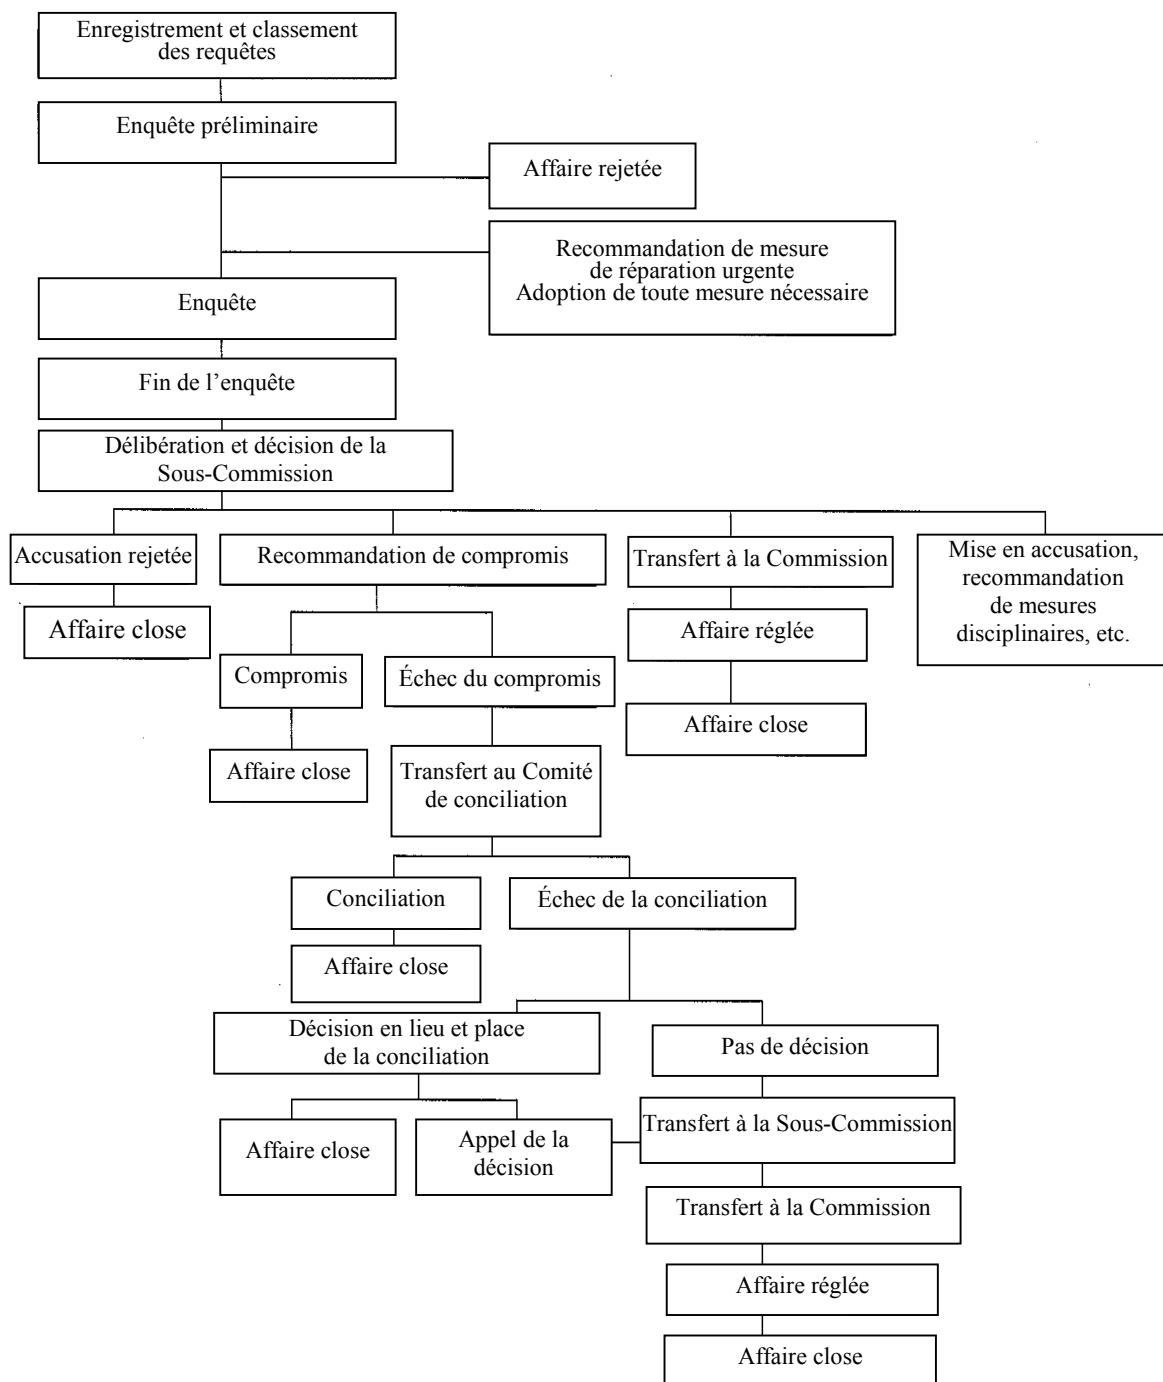 Enregistrement et classement
des requêtes
Enquête préliminaire
Affaire rejetée
Recommandation de mesure
de réparation urgente
Adoption de toute mesure nécessaire
Enquête
Fin de l’enquête
Délibération et décision de la
Sous-Commission
Accusation rejetée
Recommandation de compromis
Transfert à la Commission
Mise en accusation,
recommandation
de mesures
disciplinaires, etc.
Affaire close
Affaire réglée
Compromis
Échec du compromis
Affaire close
Affaire close
Transfert au Comité
de conciliation
Conciliation
Échec de la conciliation
Affaire close
Décision en lieu et place
de la conciliation
Pas de décision
Affaire close
Appel de la
décision
Transfert à la Sous-Commission
Transfert à la Commission
Affaire réglée
Affaire close